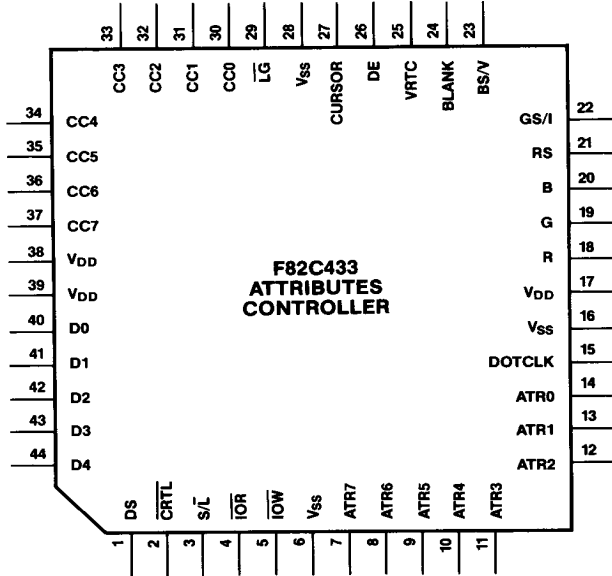 33 32 31 30 29 28 27 26 25 24 23
CC3 CC2 CC1 CC0 L̅G̅ VSS CURSOR DE VRTC BLANK BS/V
34 CC4
35 CC5
36 CC6
37 CC7
38 VDD
39 VDD
40 D0
41 D1
42 D2
43 D3
44 D4
F82C433
ATTRIBUTES
CONTROLLER
GS/I 22
RS 21
B 20
G 19
R 18
VDD 17
VSS 16
DOTCLK 15
ATR0 14
ATR1 13
ATR2 12
DS C̅R̅T̅L̅ S/L̅ I̅O̅R̅ I̅O̅W̅ VSS ATR7 ATR6 ATR5 ATR4 ATR3
1 2 3 4 5 6 7 8 9 10 11